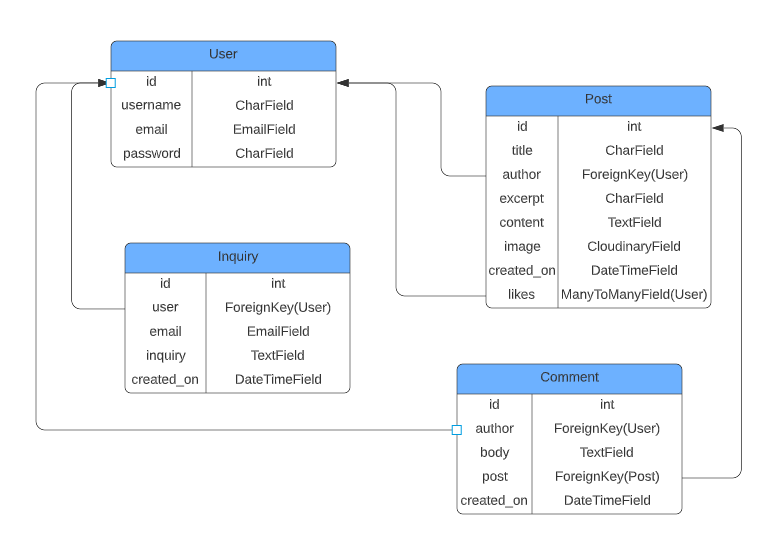 User
id int
username CharField
email EmailField
password CharField
Post
id int
title CharField
author ForeignKey(User)
excerpt CharField
content TextField
image CloudinaryField
created_on DateTimeField
likes ManyToManyField(User)
Inquiry
id int
user ForeignKey(User)
email EmailField
inquiry TextField
created_on DateTimeField
Comment
id int
author ForeignKey(User)
body TextField
post ForeignKey(Post)
created_on DateTimeField